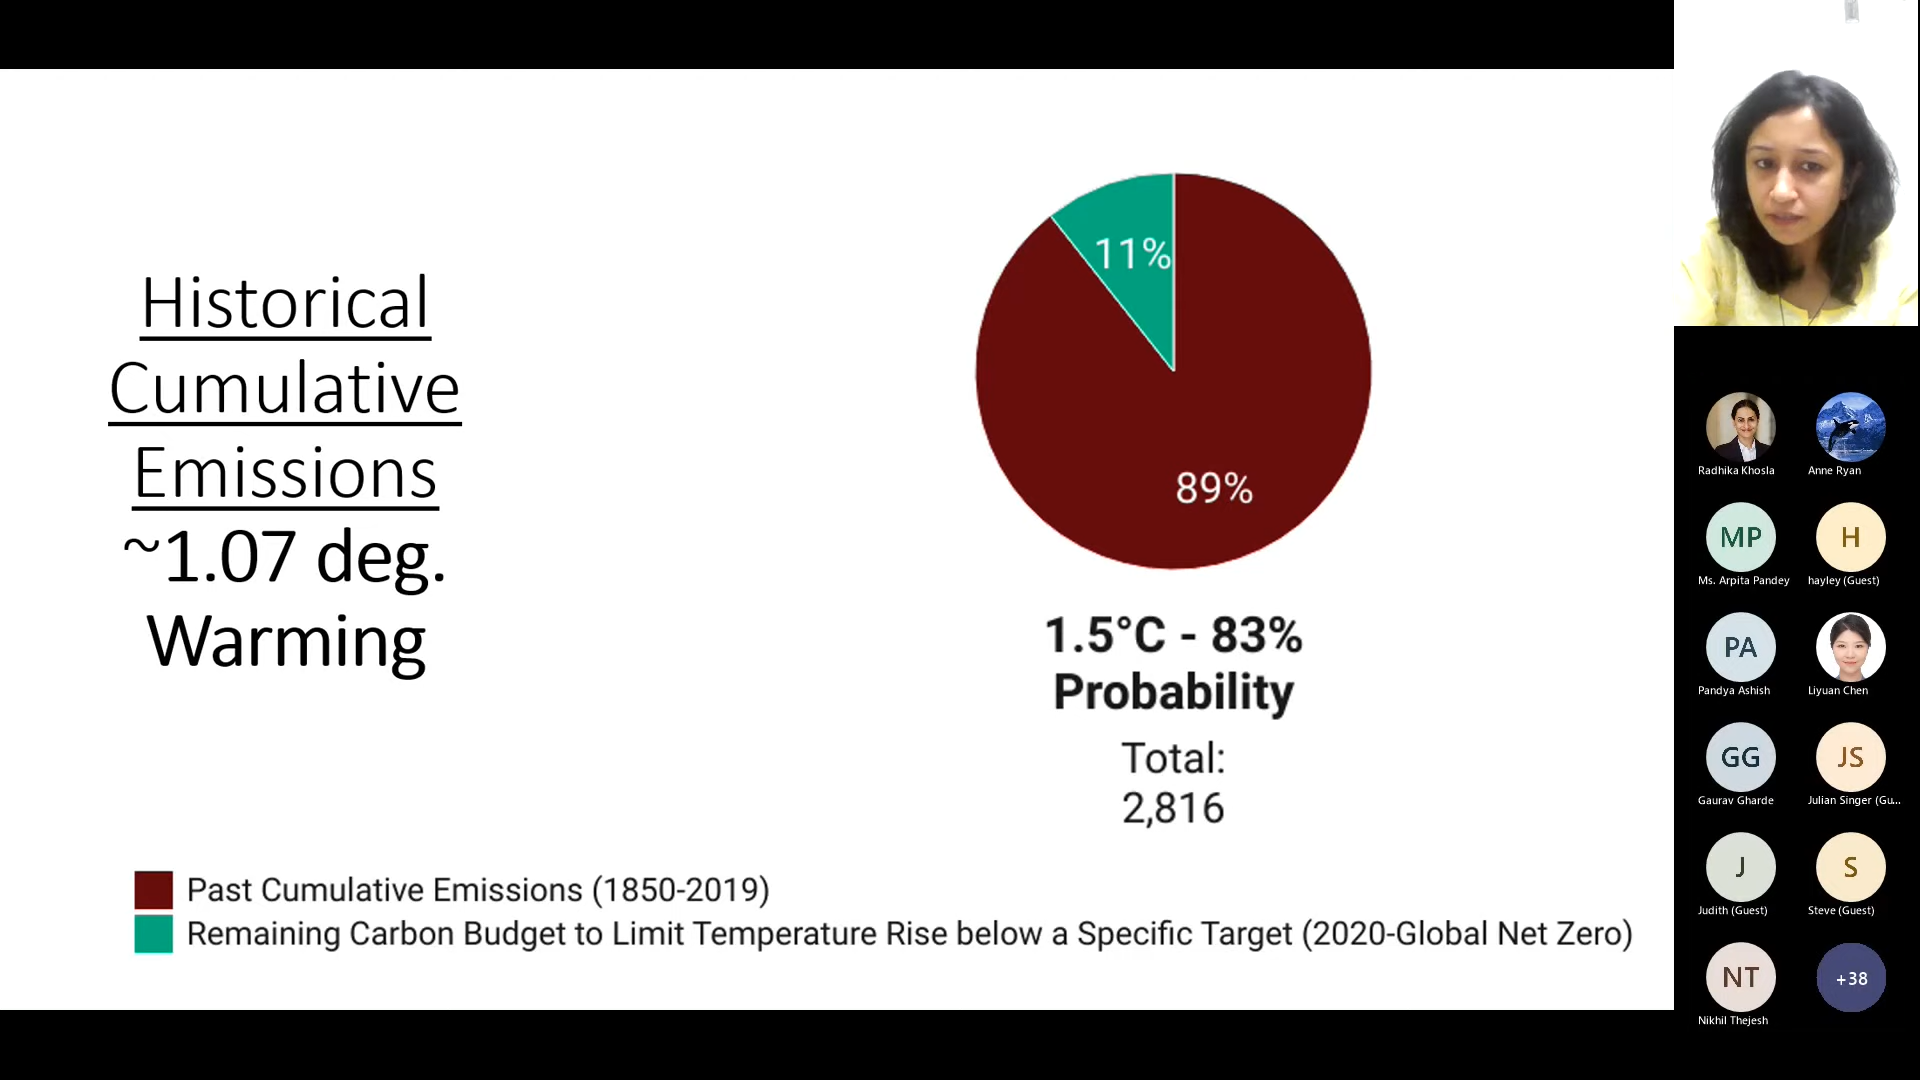 Historical
Cumulative
Emissions
~1.07 deg.
Warming
11%
89%
1.5°C - 83%
Probability
Total:
2,816
Past Cumulative Emissions (1850-2019)
Remaining Carbon Budget to Limit Temperature Rise below a Specific Target (2020-Global Net Zero)
Radhika Khosla
Anne Ryan
MP
H
Ms. Arpita Pandey
hayley (Guest)
PA
Pandya Ashish
Liyuan Chen
GG
JS
Gaurav Gharde
Julian Singer (Gu...
J
S
Judith (Guest)
Steve (Guest)
NT
+38
Nikhil Thejesh